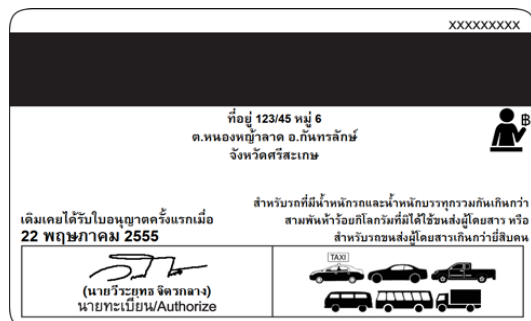 XXXXXXXXX
ที่อยู่ 123/45 หมู่ 6
ต.หนองหญ้าลาด อ.กันทรลักษ์
จังหวัดศรีสะเกษ
฿
สำหรับรถที่มีน้ำหนักรถและน้ำหนักบรรทุกรวมกันเกินกว่า
สามพันห้าร้อยกิโลกรัมที่มิได้ใช้ขนส่งผู้โดยสาร หรือ
สำหรับรถขนส่งผู้โดยสารเกินกว่ายี่สิบคน
เดิมเคยได้รับใบอนุญาตครั้งแรกเมื่อ
22 พฤษภาคม 2555
(นายวีระยุทธ จิตรกลาง)
นายทะเบียน/Authorize
TAXI